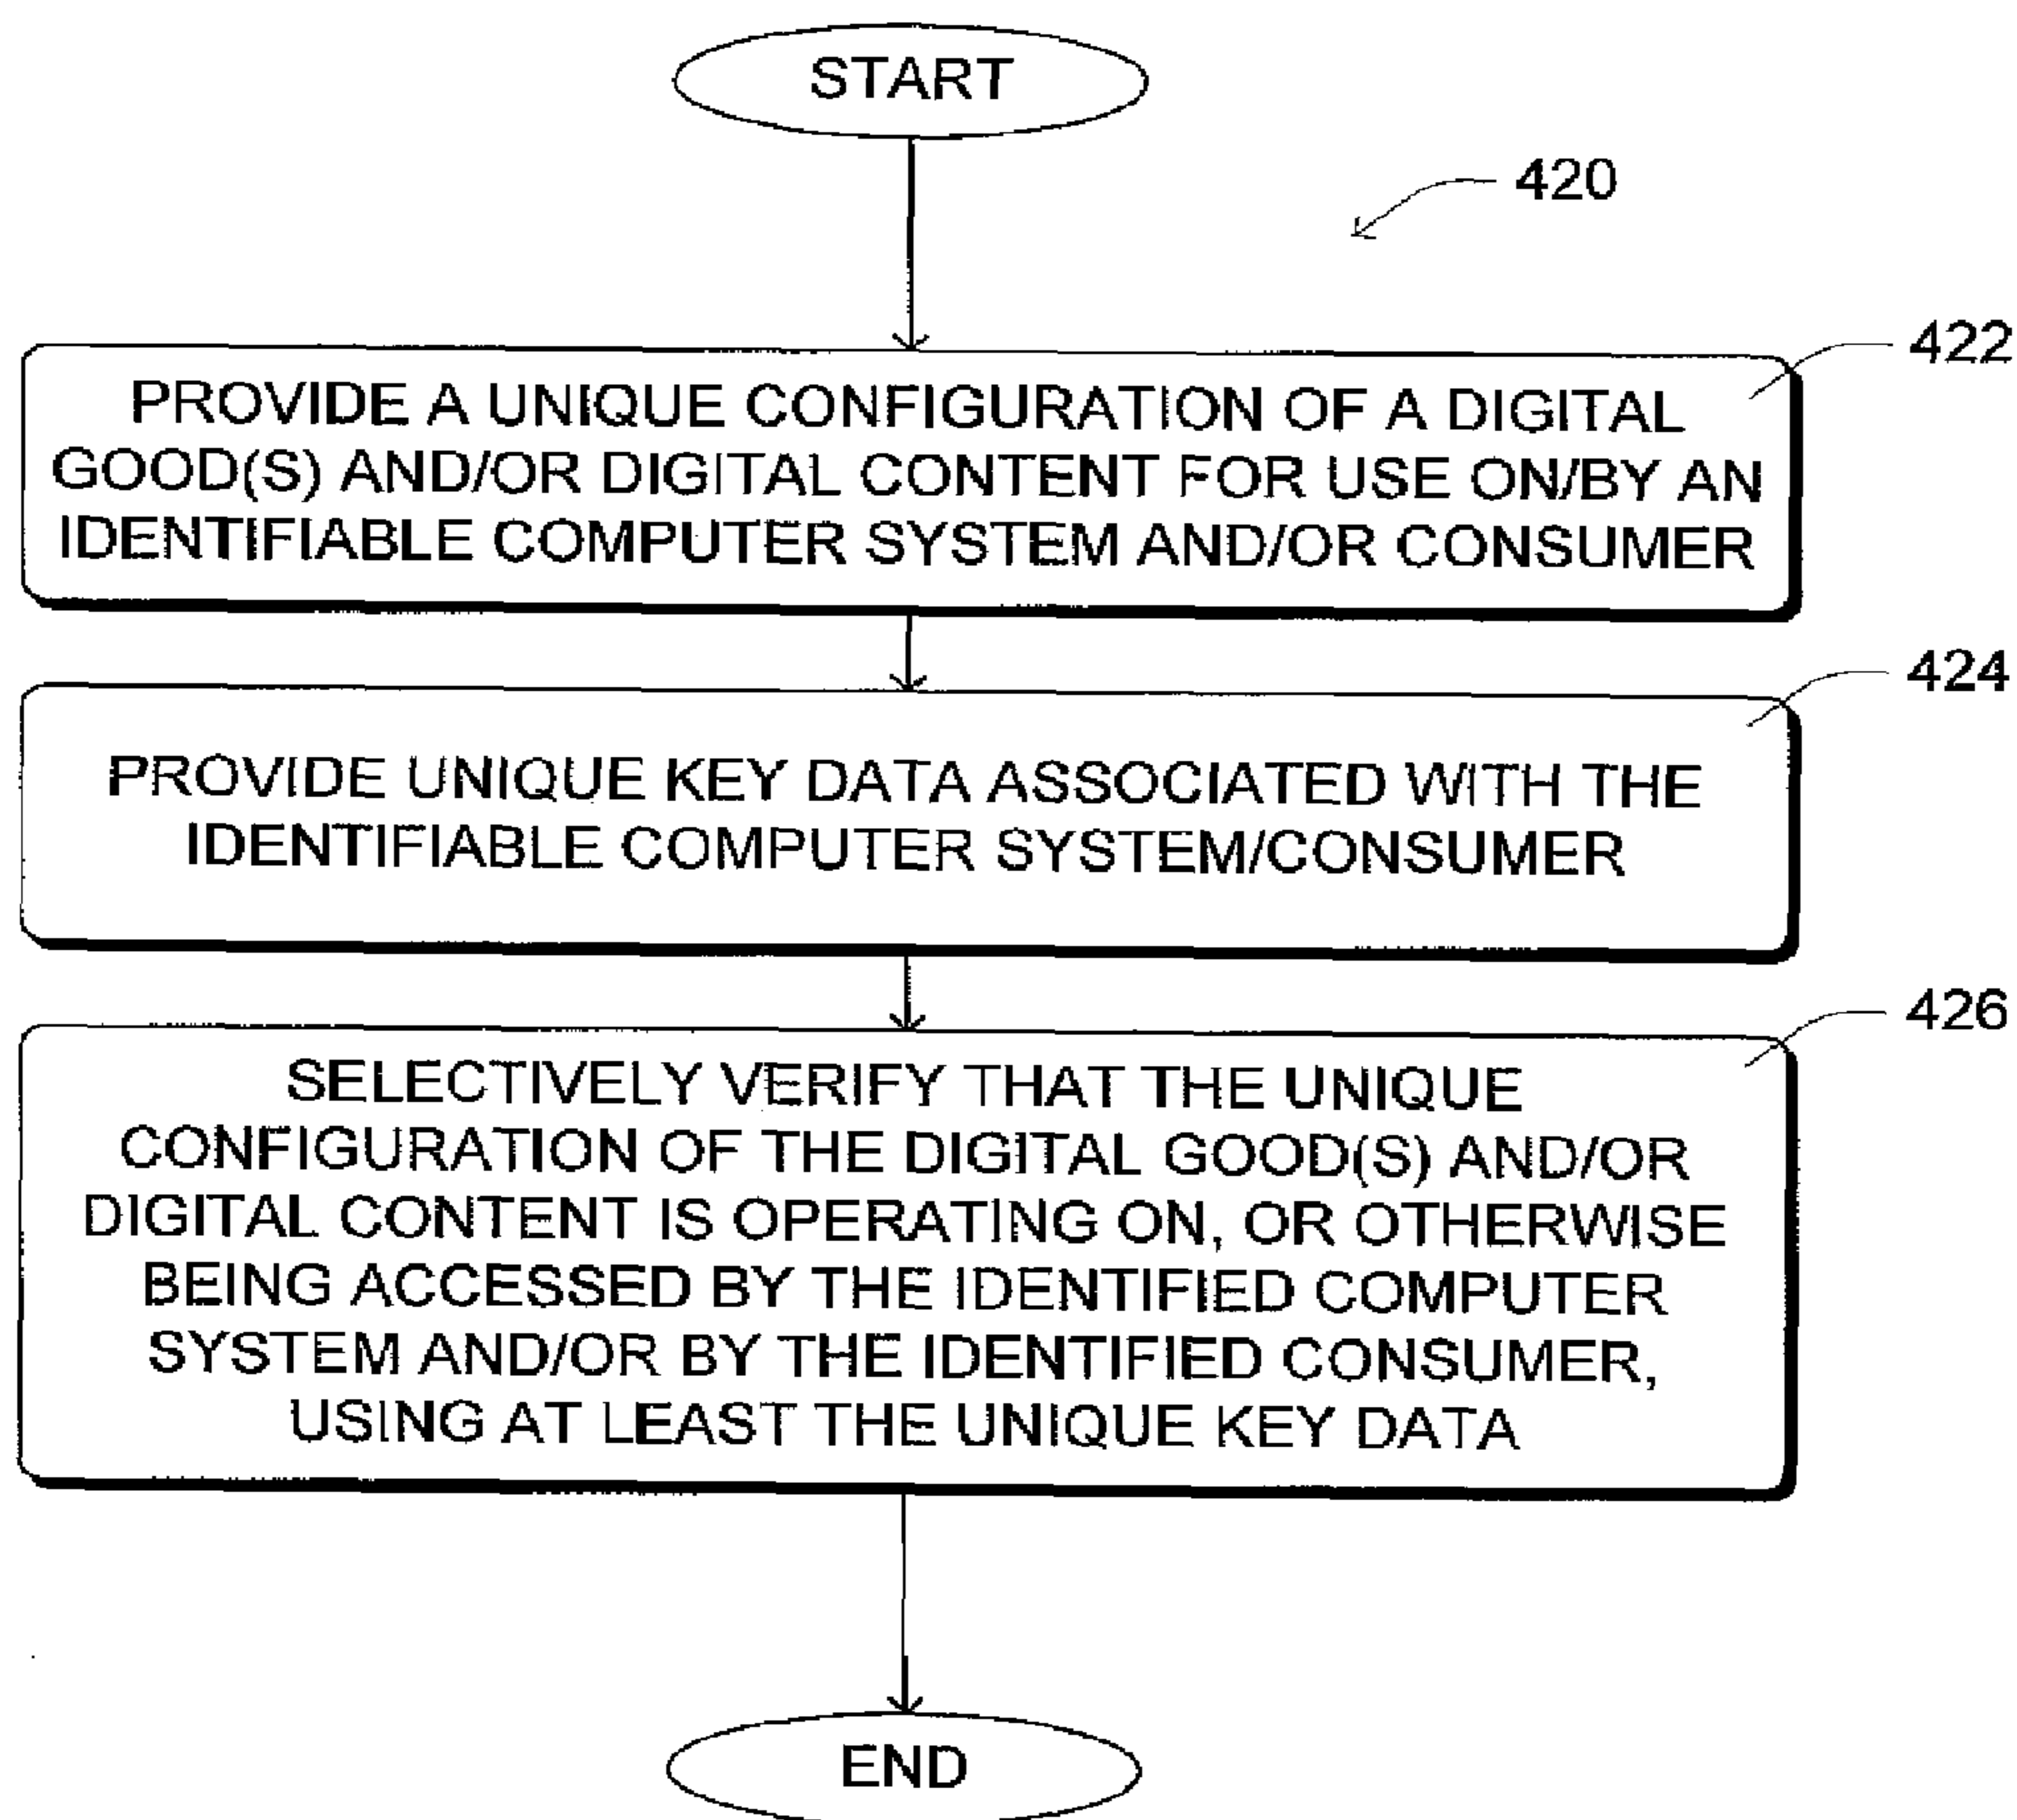 START
420
422
PROVIDE A UNIQUE CONFIGURATION OF A DIGITAL
GOOD(S) AND/OR DIGITAL CONTENT FOR USE ON/BY AN
IDENTIFIABLE COMPUTER SYSTEM AND/OR CONSUMER
424
PROVIDE UNIQUE KEY DATA ASSOCIATED WITH THE
IDENTIFIABLE COMPUTER SYSTEM/CONSUMER
426
SELECTIVELY VERIFY THAT THE UNIQUE
CONFIGURATION OF THE DIGITAL GOOD(S) AND/OR
DIGITAL CONTENT IS OPERATING ON, OR OTHERWISE
BEING ACCESSED BY THE IDENTIFIED COMPUTER
SYSTEM AND/OR BY THE IDENTIFIED CONSUMER,
USING AT LEAST THE UNIQUE KEY DATA
END